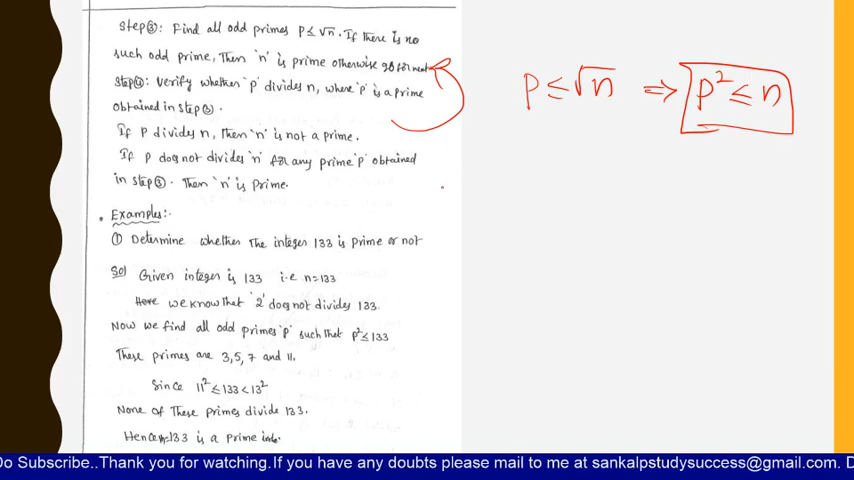 Step③: Find all odd primes P≤√n. If there is no
such odd prime, Then 'n' is prime otherwise go for next
Step④: Verify whether 'p' divides n, where 'p' is a prime
obtained in step③.
If P divides n, Then 'n' is not a prime.
If P does not divides 'n' for any prime 'p' obtained
in step③. Then 'n' is Prime.
P≤√n ⇒ p² ≤ n
• Examples:-
① Determine whether The integer 133 is Prime or not
Sol Given integer is 133 i.e n=133
Here we know that '2' does not divides 133.
Now we find all odd primes 'p' such that p²≤133
These primes are 3,5,7 and 11.
Since 11² ≤ 133 < 13²
None of These primes divide 133.
Hence n=133 is a prime
Do Subscribe..Thank you for watching.If you have any doubts please mail to me at sankalpstudysuccess@gmail.com. D